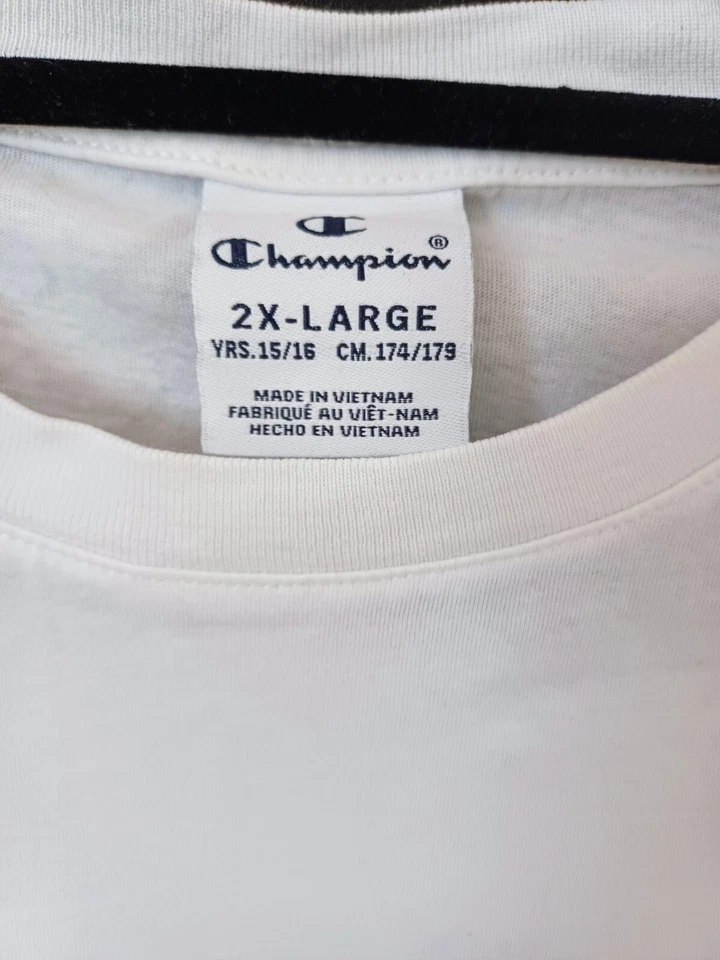 Champion®
2X-LARGE
YRS.15/16 CM.174/179
MADE IN VIETNAM
FABRIQUÉ AU VIÊT-NAM
HECHO EN VIETNAM